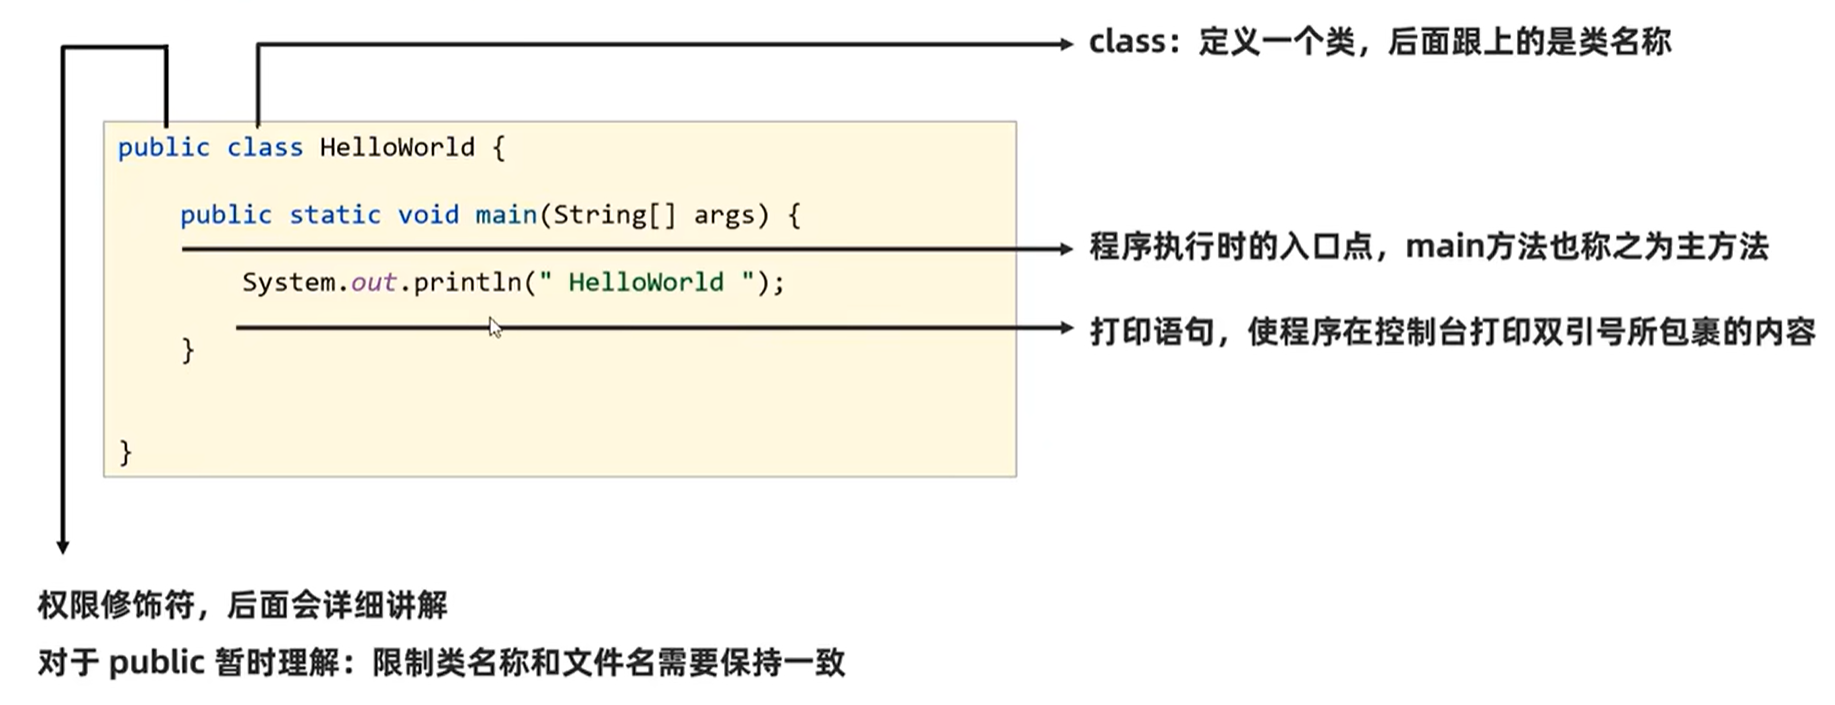 class：定义一个类，后面跟上的是类名称
public class HelloWorld {
public static void main(String[] args) {
程序执行时的入口点，main方法也称之为主方法
System.out.println(" HelloWorld ");
打印语句，使程序在控制台打印双引号所包裹的内容
}
}
权限修饰符，后面会详细讲解
对于 public 暂时理解：限制类名称和文件名需要保持一致